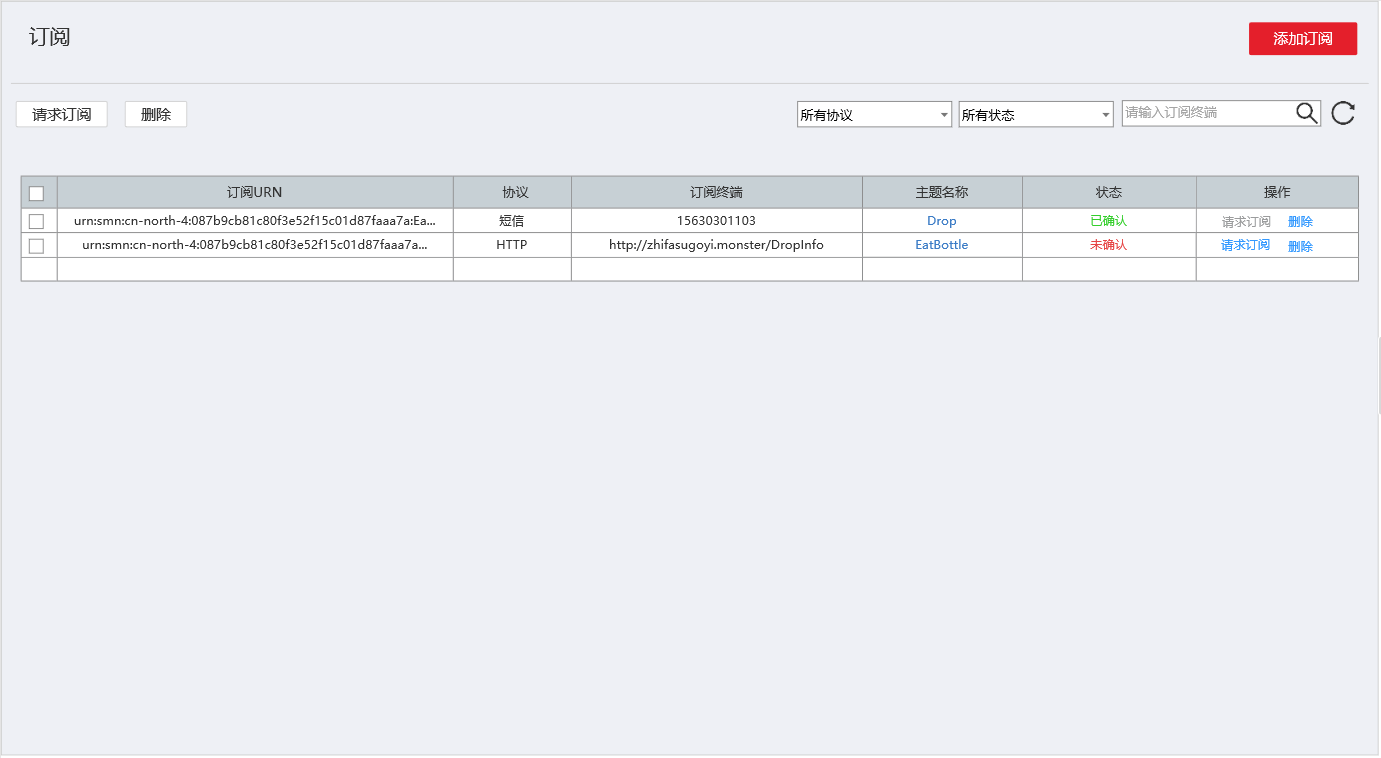 订阅
添加订阅
请求订阅 删除 所有协议 所有状态 请输入订阅终端
订阅URN 协议 订阅终端 主题名称 状态 操作
urn:smn:cn-north-4:087b9cb81c80f3e52f15c01d87faaa7a:Ea... 短信 15630301103 Drop 已确认 请求订阅 删除
urn:smn:cn-north-4:087b9cb81c80f3e52f15c01d87faaa7a... HTTP http://zhifasugoyi.monster/DropInfo EatBottle 未确认 请求订阅 删除